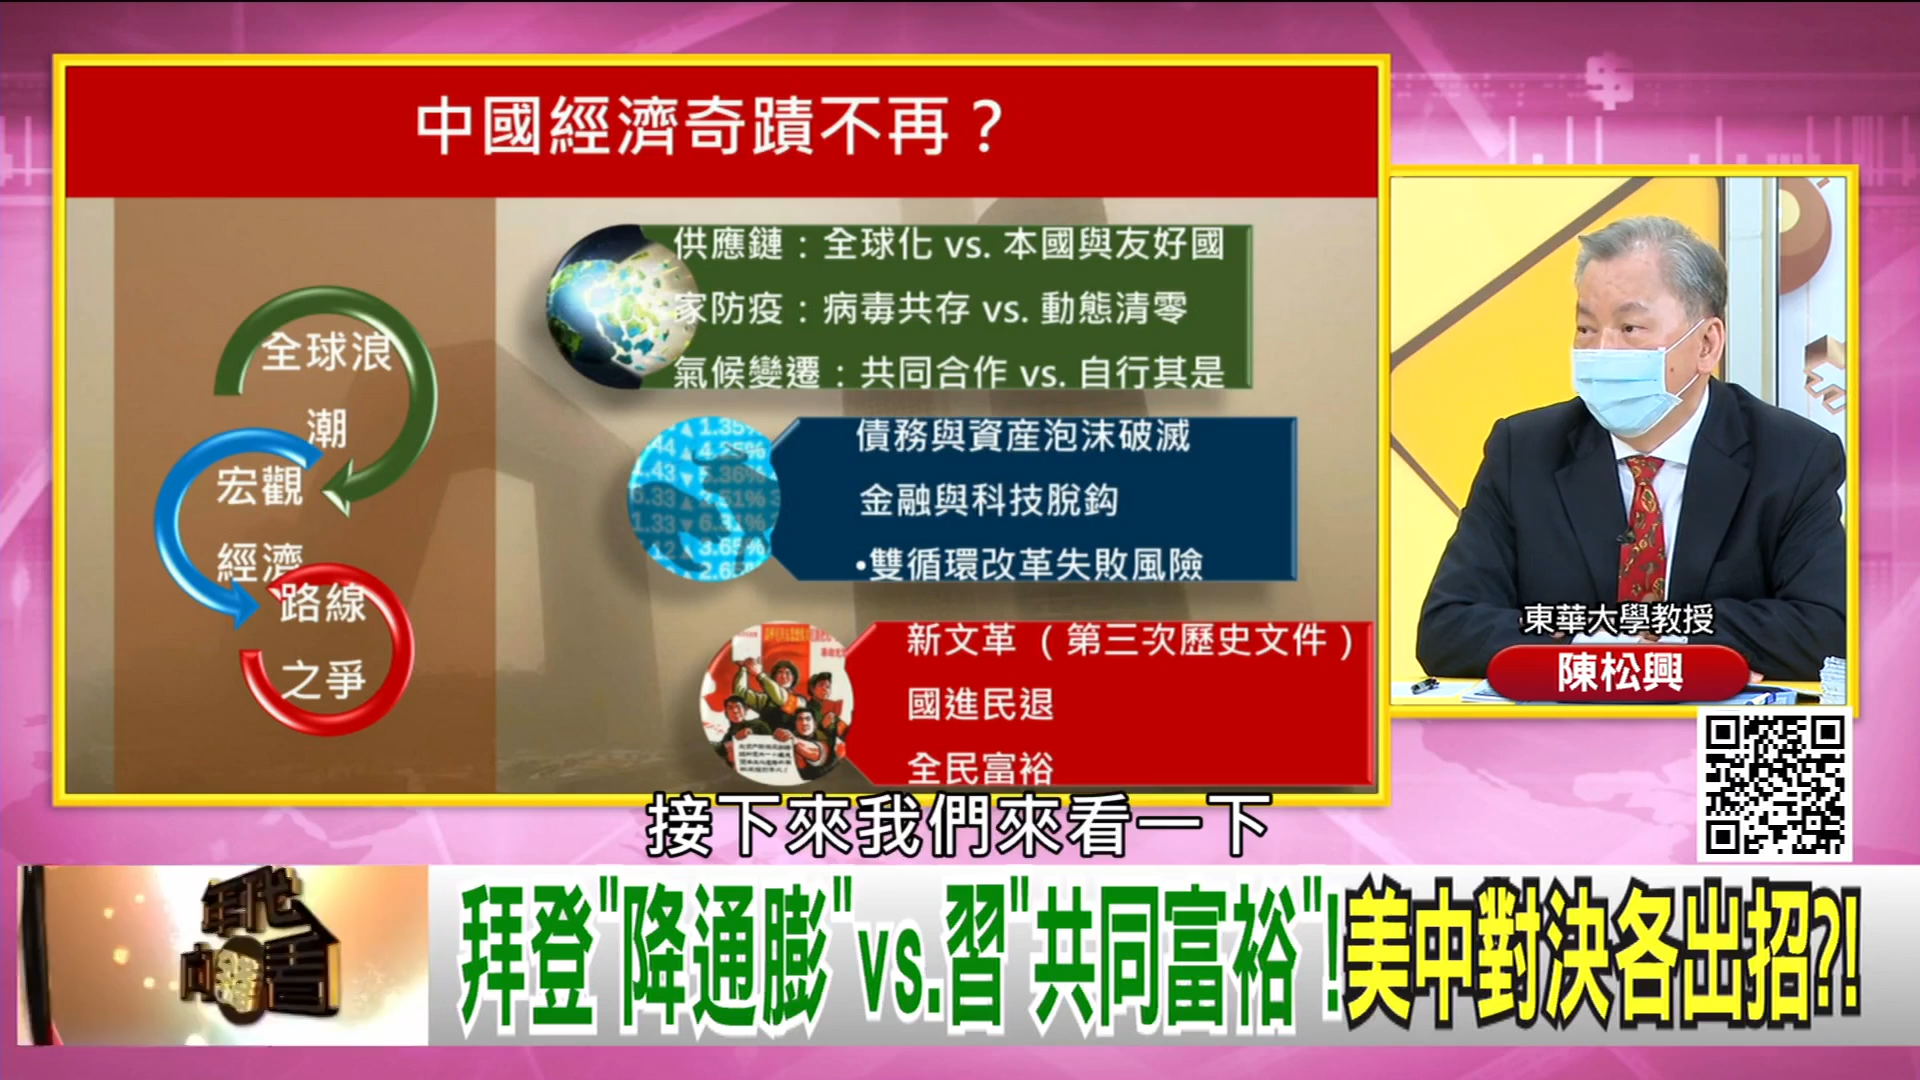 中國經濟奇蹟不再？
全球浪
潮
宏觀
經濟
路線
之爭
供應鏈：全球化 vs. 本國與友好國
家防疫：病毒共存 vs. 動態清零
氣候變遷：共同合作 vs. 自行其是
債務與資産泡沫破滅
金融與科技脫鈎
•雙循環改革失敗風險
新文革 （第三次歷史文件）
國進民退
全民富裕
東華大學教授
陳松興
接下來我們來看一下
年代
向錢看
拜登"降通膨"vs.習"共同富裕"!美中對決各出招?!